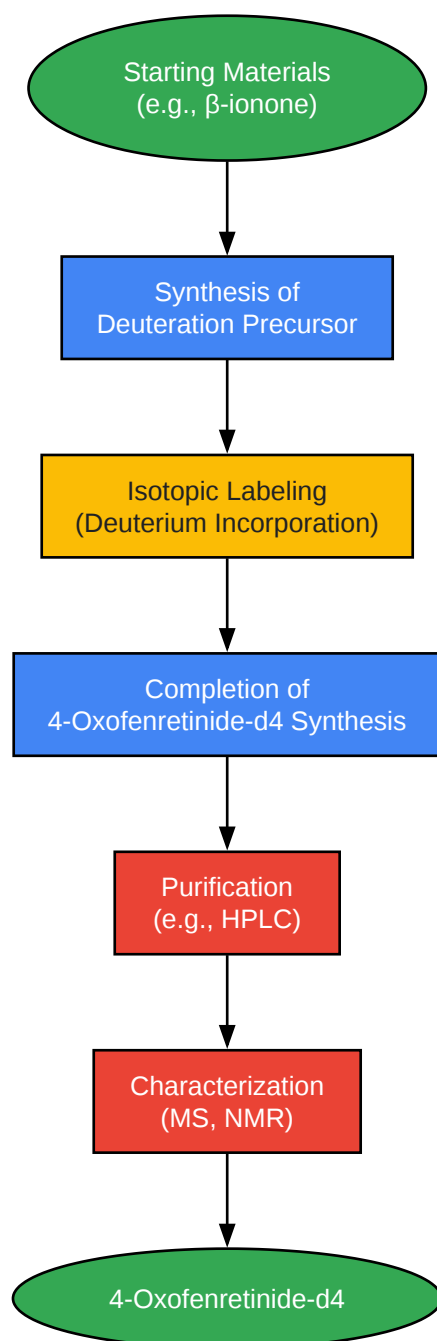 Starting Materials
(e.g., β-ionone)
Synthesis of
Deuteration Precursor
Isotopic Labeling
(Deuterium Incorporation)
Completion of
4-Oxofenretinide-d4 Synthesis
Purification
(e.g., HPLC)
Characterization
(MS, NMR)
4-Oxofenretinide-d4